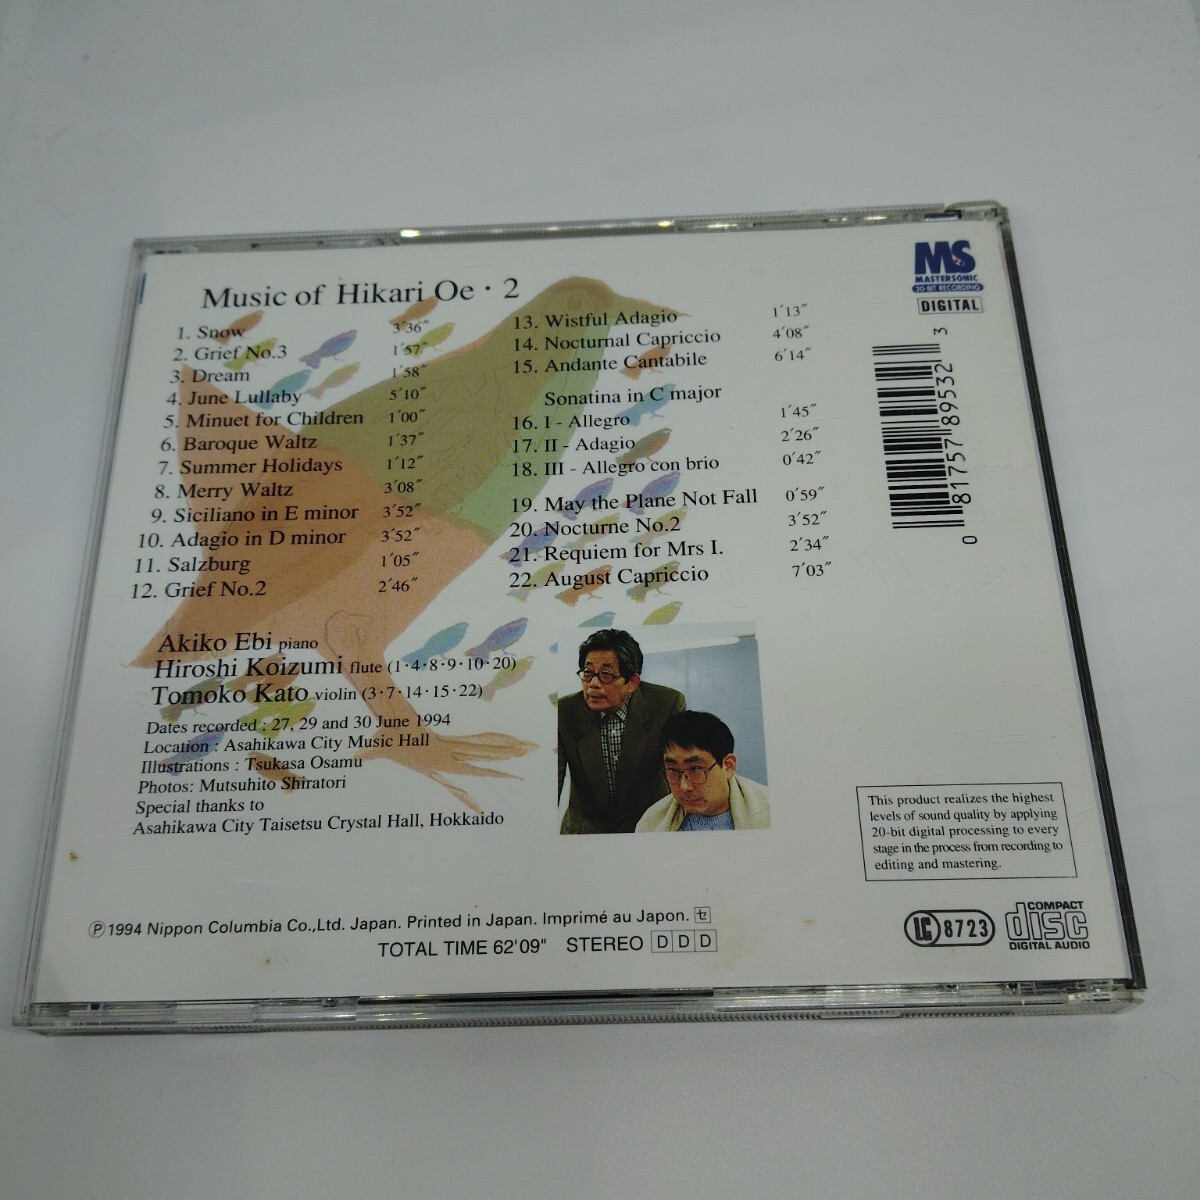 Music of Hikari Oe · 2
1. Snow 3′36″
2. Grief No.3 1′57″
3. Dream 1′58″
4. June Lullaby 5′10″
5. Minuet for Children 1′00″
6. Baroque Waltz 1′37″
7. Summer Holidays 1′12″
8. Merry Waltz 3′08″
9. Siciliano in E minor 3′52″
10. Adagio in D minor 3′52″
11. Salzburg 1′05″
12. Grief No.2 2′46″
13. Wistful Adagio 1′13″
14. Nocturnal Capriccio 4′08″
15. Andante Cantabile 6′14″
Sonatina in C major
16. I - Allegro 1′45″
17. II - Adagio 2′26″
18. III - Allegro con brio 0′42″
19. May the Plane Not Fall 0′59″
20. Nocturne No.2 3′52″
21. Requiem for Mrs I. 2′34″
22. August Capriccio 7′03″
Akiko Ebi piano
Hiroshi Koizumi flute (1·4·8·9·10·20)
Tomoko Kato violin (3·7·14·15·22)
Dates recorded : 27, 29 and 30 June 1994
Location : Asahikawa City Music Hall
Illustrations : Tsukasa Osamu
Photos: Mutsuhito Shiratori
Special thanks to
Asahikawa City Taisetsu Crystal Hall, Hokkaido
MS
MASTERSONIC
20-BIT RECORDING
DIGITAL
0 81757 89532 3
This product realizes the highest
levels of sound quality by applying
20-bit digital processing to every
stage in the process from recording to
editing and mastering.
℗ 1994 Nippon Columbia Co.,Ltd. Japan. Printed in Japan. Imprimé au Japon. セ
TOTAL TIME 62'09" STEREO D D D
LC 8723
COMPACT
disc
DIGITAL AUDIO